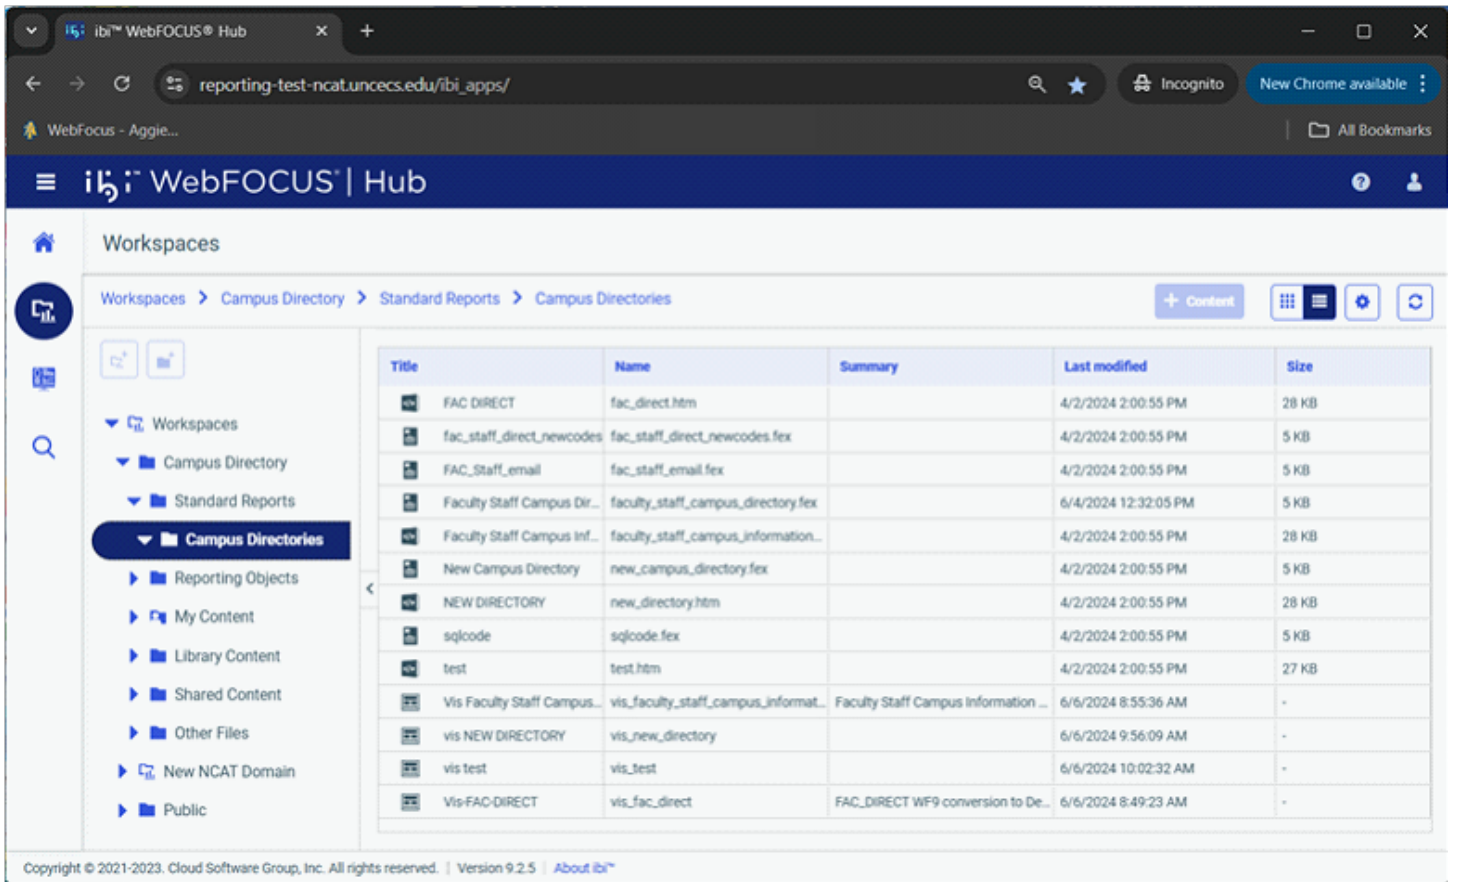 ibi™ WebFOCUS® Hub
reporting-test-ncat.uncecs.edu/ibi_apps/
Incognito
New Chrome available
WebFocus - Aggie...
All Bookmarks
ibi™ WebFOCUS® | Hub
Workspaces
Workspaces > Campus Directory > Standard Reports > Campus Directories
+ Content
Workspaces
Campus Directory
Standard Reports
Campus Directories
Reporting Objects
My Content
Library Content
Shared Content
Other Files
New NCAT Domain
Public
Title Name Summary Last modified Size
FAC DIRECT fac_direct.htm 4/2/2024 2:00:55 PM 28 KB
fac_staff_direct_newcodes fac_staff_direct_newcodes.fex 4/2/2024 2:00:55 PM 5 KB
FAC_Staff_email fac_staff_email.fex 4/2/2024 2:00:55 PM 5 KB
Faculty Staff Campus Dir... faculty_staff_campus_directory.fex 6/4/2024 12:32:05 PM 5 KB
Faculty Staff Campus Inf... faculty_staff_campus_information... 4/2/2024 2:00:55 PM 28 KB
New Campus Directory new_campus_directory.fex 4/2/2024 2:00:55 PM 5 KB
NEW DIRECTORY new_directory.htm 4/2/2024 2:00:55 PM 28 KB
sqlcode sqlcode.fex 4/2/2024 2:00:55 PM 5 KB
test test.htm 4/2/2024 2:00:55 PM 27 KB
Vis Faculty Staff Campus... vis_faculty_staff_campus_informat... Faculty Staff Campus Information ... 6/6/2024 8:55:36 AM -
vis NEW DIRECTORY vis_new_directory 6/6/2024 9:56:09 AM -
vis test vis_test 6/6/2024 10:02:32 AM -
Vis-FAC-DIRECT vis_fac_direct FAC_DIRECT WF9 conversion to De... 6/6/2024 8:49:23 AM -
Copyright © 2021-2023. Cloud Software Group, Inc. All rights reserved. | Version 9.2.5 | About ibi™